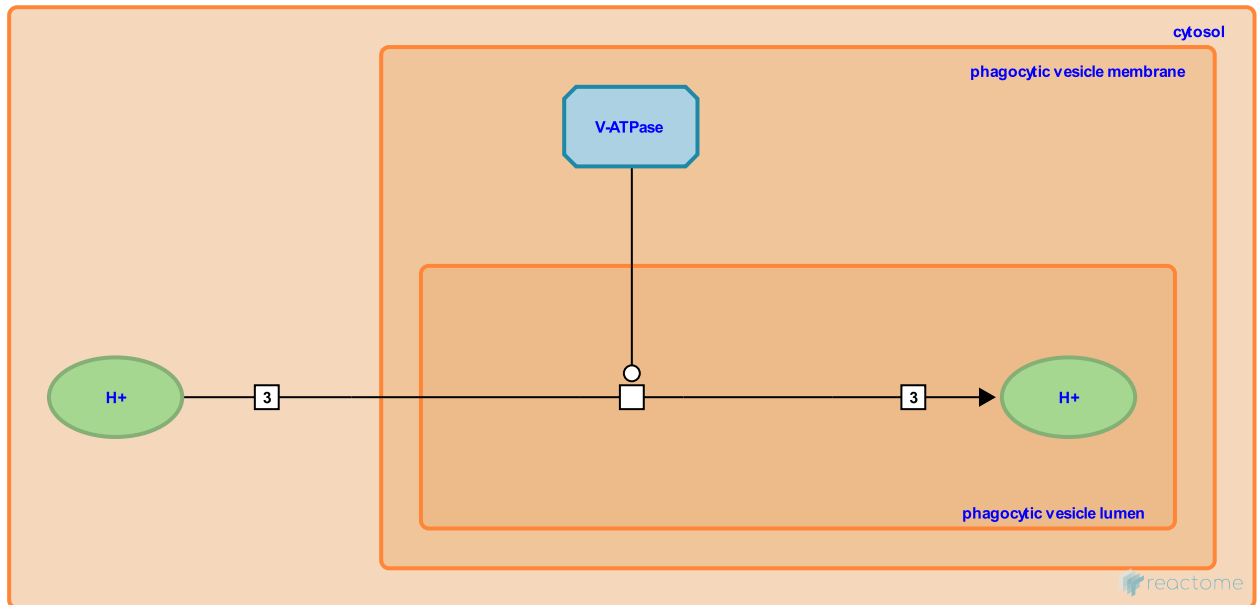 cytosol
phagocytic vesicle membrane
V-ATPase
H+
3
3
H+
phagocytic vesicle lumen
reactome